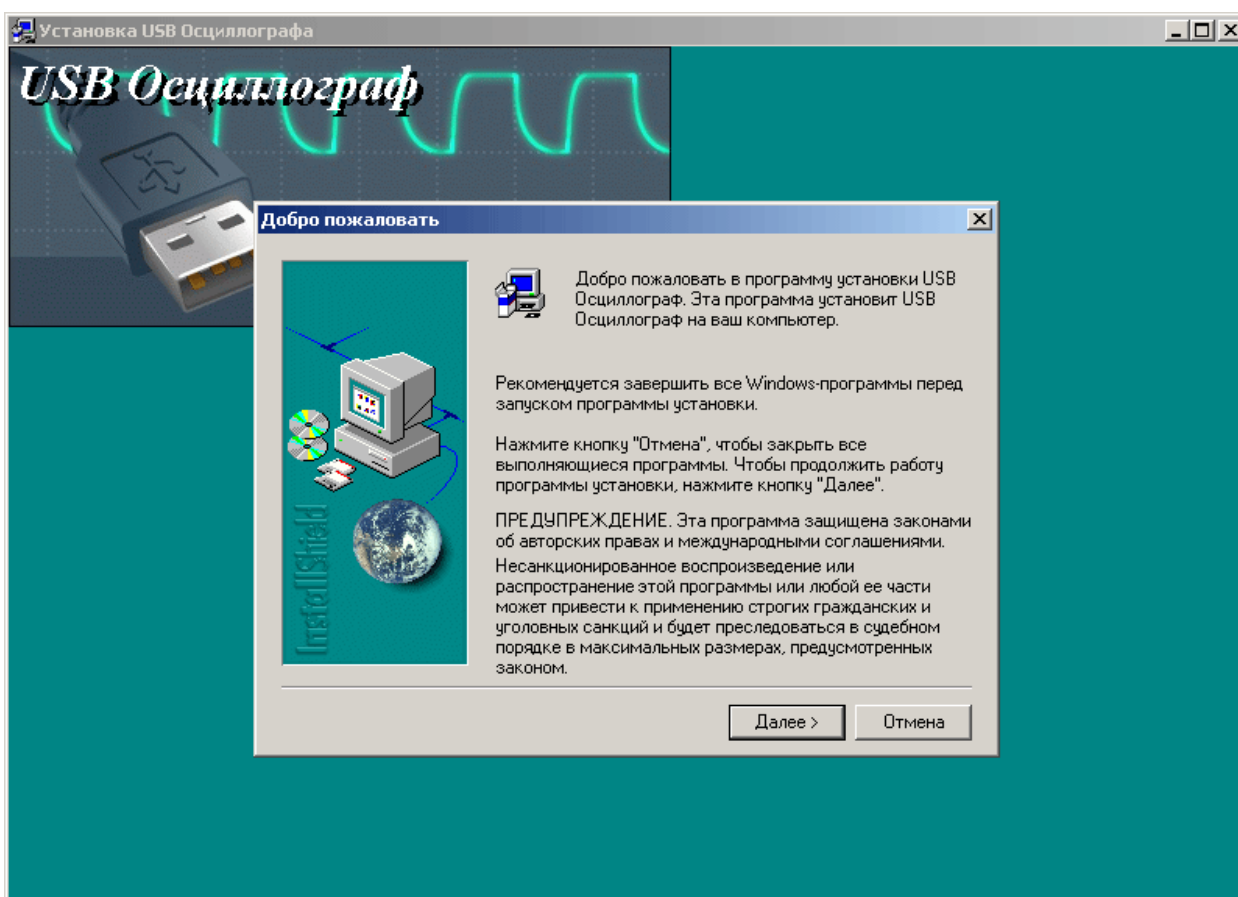 Установка USB Осциллографа
USB Осциллограф
Добро пожаловать
Добро пожаловать в программу установки USB
Осциллограф. Эта программа установит USB
Осциллограф на ваш компьютер.
Рекомендуется завершить все Windows-программы перед
запуском программы установки.
Нажмите кнопку "Отмена", чтобы закрыть все
выполняющиеся программы. Чтобы продолжить работу
программы установки, нажмите кнопку "Далее".
ПРЕДУПРЕЖДЕНИЕ. Эта программа защищена законами
об авторских правах и международными соглашениями.
Несанкционированное воспроизведение или
распространение этой программы или любой ее части
может привести к применению строгих гражданских и
уголовных санкций и будет преследоваться в судебном
порядке в максимальных размерах, предусмотренных
законом.
InstallShield
Далее >
Отмена